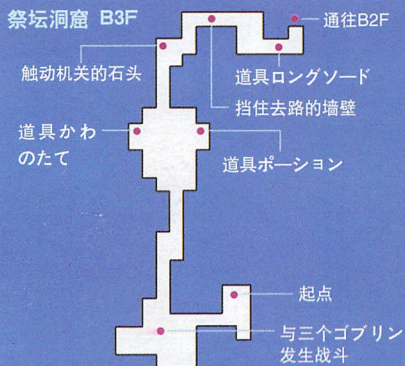 祭坛洞窟 B3F
通往B2F
触动机关的石头
道具ロングソード
挡住去路的墙壁
道具かわ
のたて
道具ポーション
起点
与三个ゴブリン
发生战斗